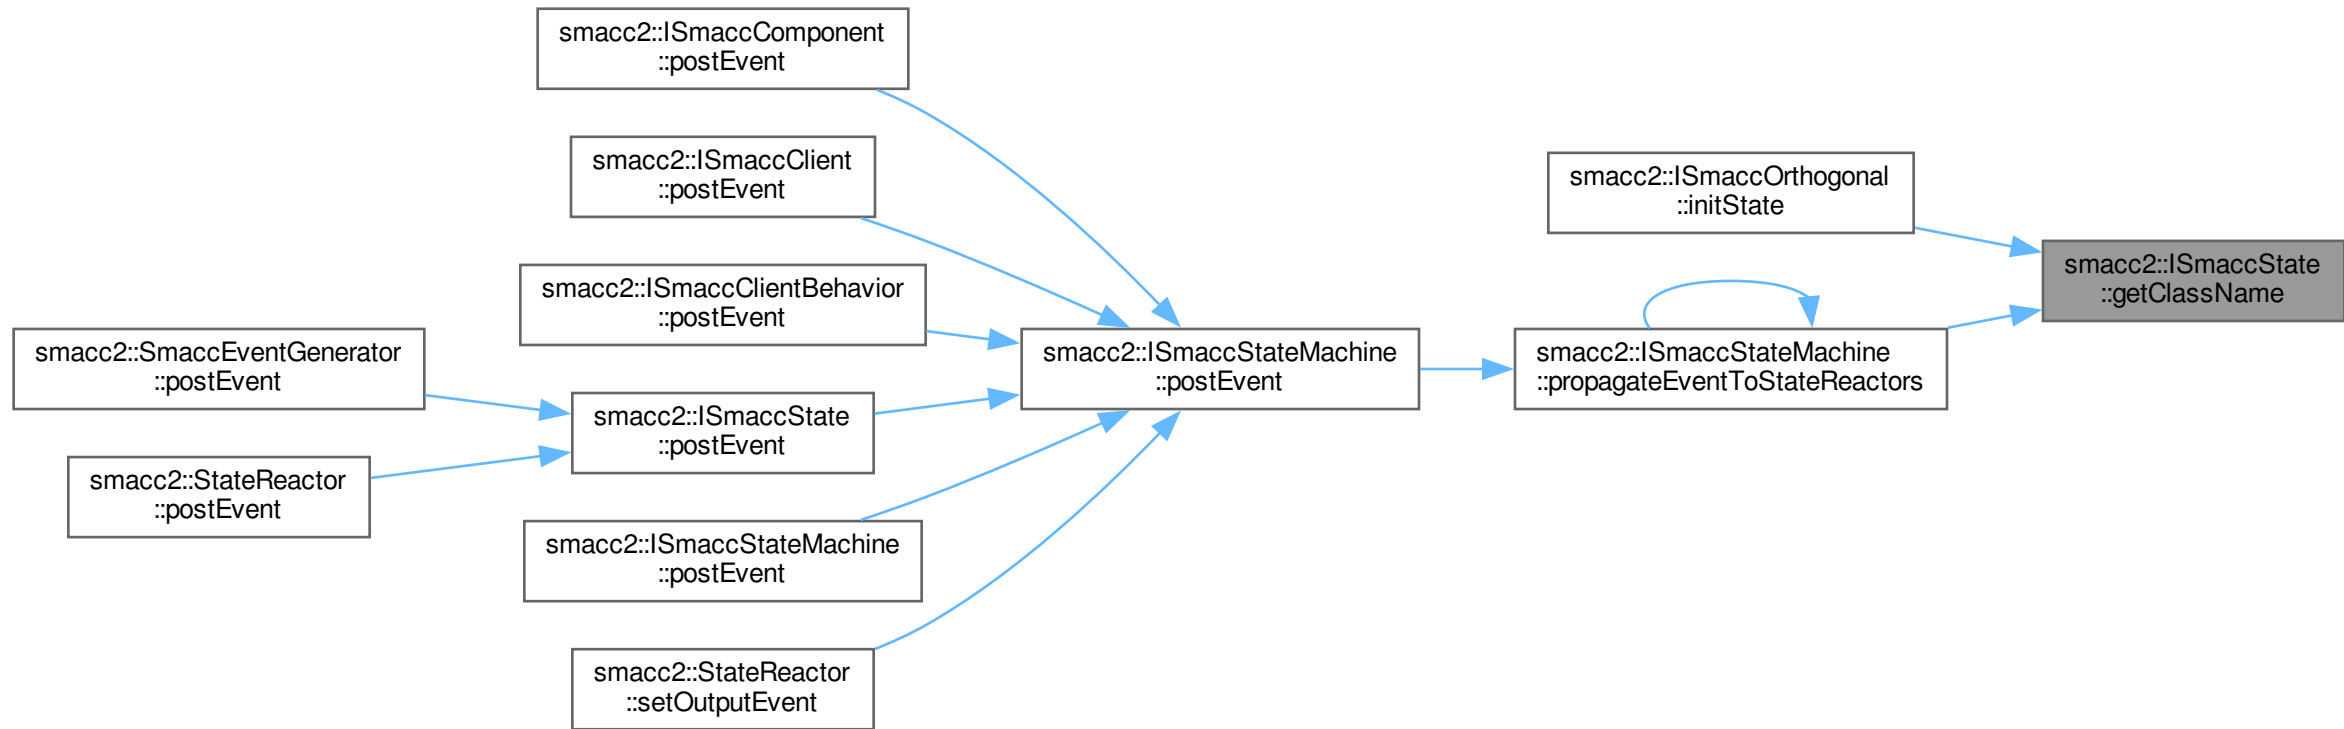 smacc2::ISmaccComponent
::postEvent
smacc2::ISmaccClient
::postEvent
smacc2::ISmaccClientBehavior
::postEvent
smacc2::SmaccEventGenerator
::postEvent
smacc2::StateReactor
::postEvent
smacc2::ISmaccState
::postEvent
smacc2::ISmaccStateMachine
::postEvent
smacc2::StateReactor
::setOutputEvent
smacc2::ISmaccStateMachine
::postEvent
smacc2::ISmaccOrthogonal
::initState
smacc2::ISmaccStateMachine
::propagateEventToStateReactors
smacc2::ISmaccState
::getClassName